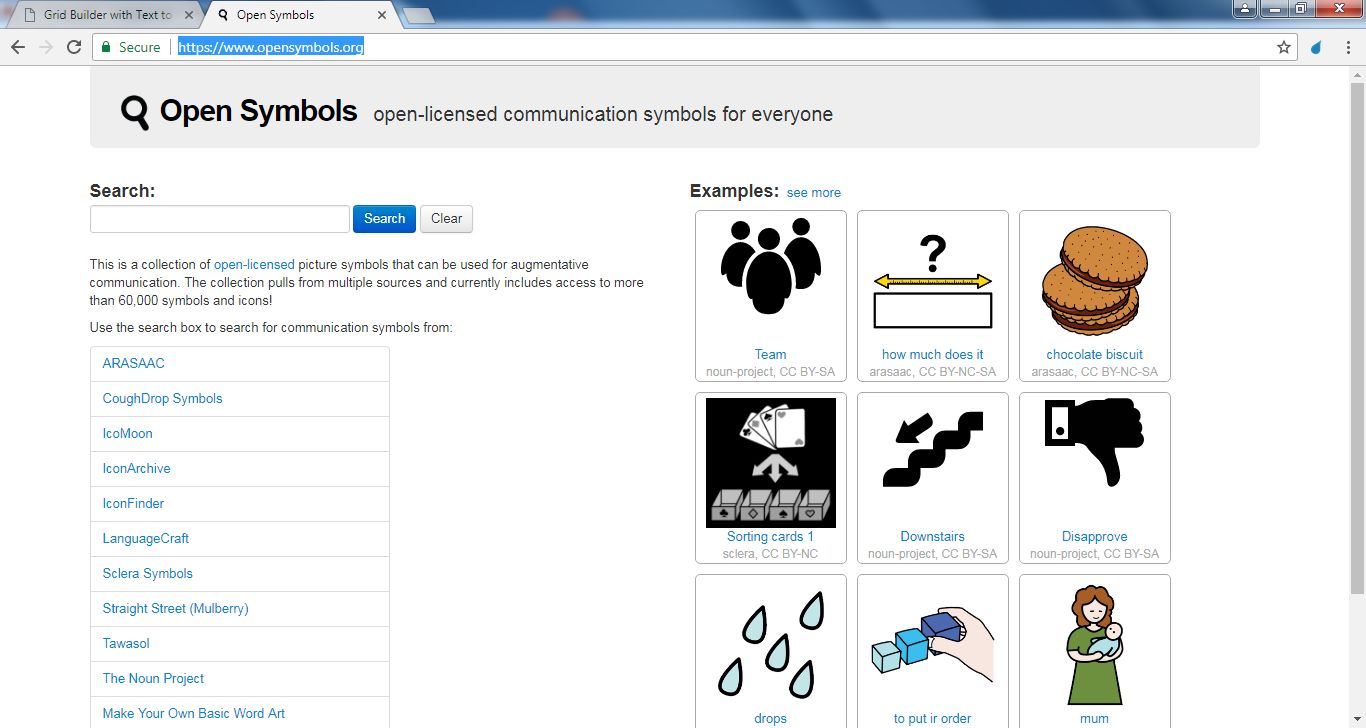 Grid Builder with Text to
Open Symbols
Secure
https://www.opensymbols.org
Open Symbols open-licensed communication symbols for everyone
Search:
Search
Clear
This is a collection of open-licensed picture symbols that can be used for augmentative
communication. The collection pulls from multiple sources and currently includes access to more
than 60,000 symbols and icons!
Use the search box to search for communication symbols from:
ARASAAC
CoughDrop Symbols
IcoMoon
IconArchive
IconFinder
LanguageCraft
Sclera Symbols
Straight Street (Mulberry)
Tawasol
The Noun Project
Make Your Own Basic Word Art
Examples: see more
Team
noun-project, CC BY-SA
?
how much does it
arasaac, CC BY-NC-SA
chocolate biscuit
arasaac, CC BY-NC-SA
Sorting cards 1
sclera, CC BY-NC
Downstairs
noun-project, CC BY-SA
Disapprove
noun-project, CC BY-SA
drops
to put ir order
mum